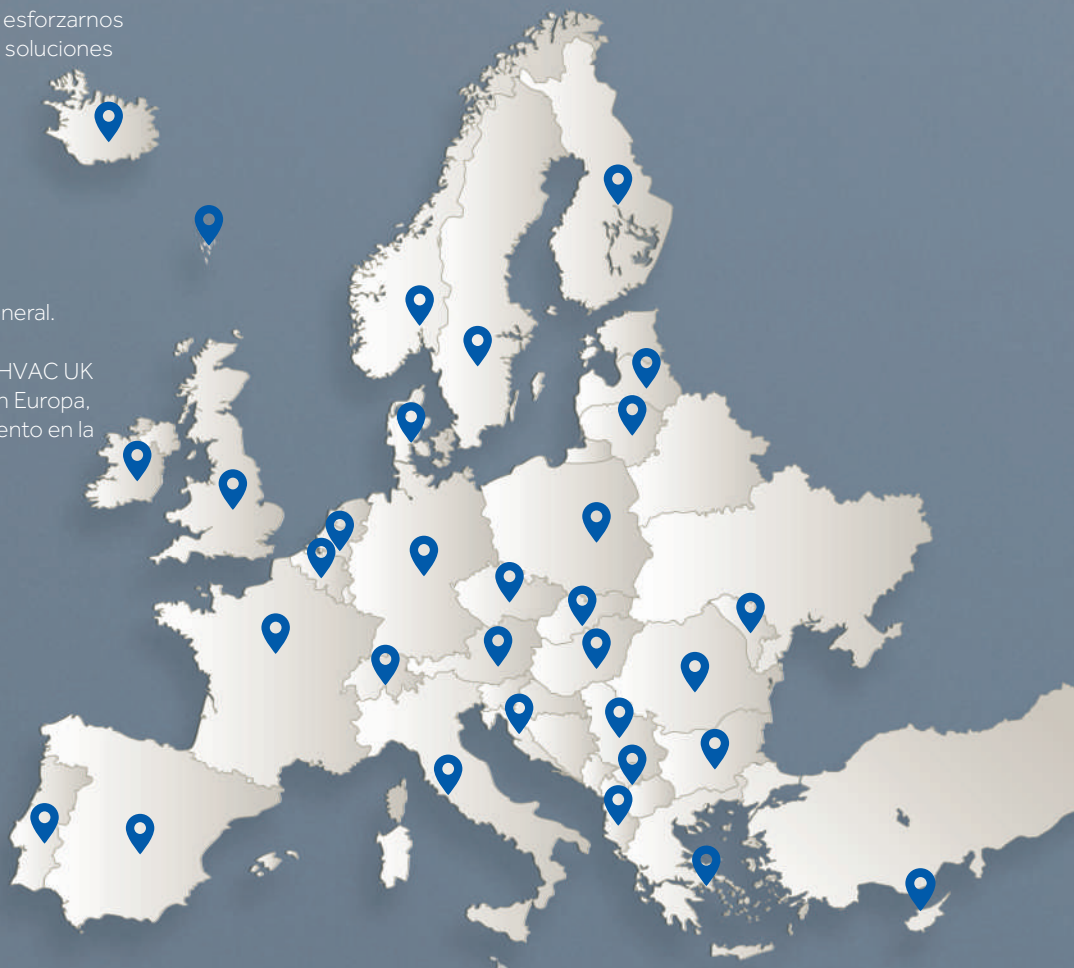 esforzarnos
soluciones
neral.
HVAC UK
n Europa,
ento en la